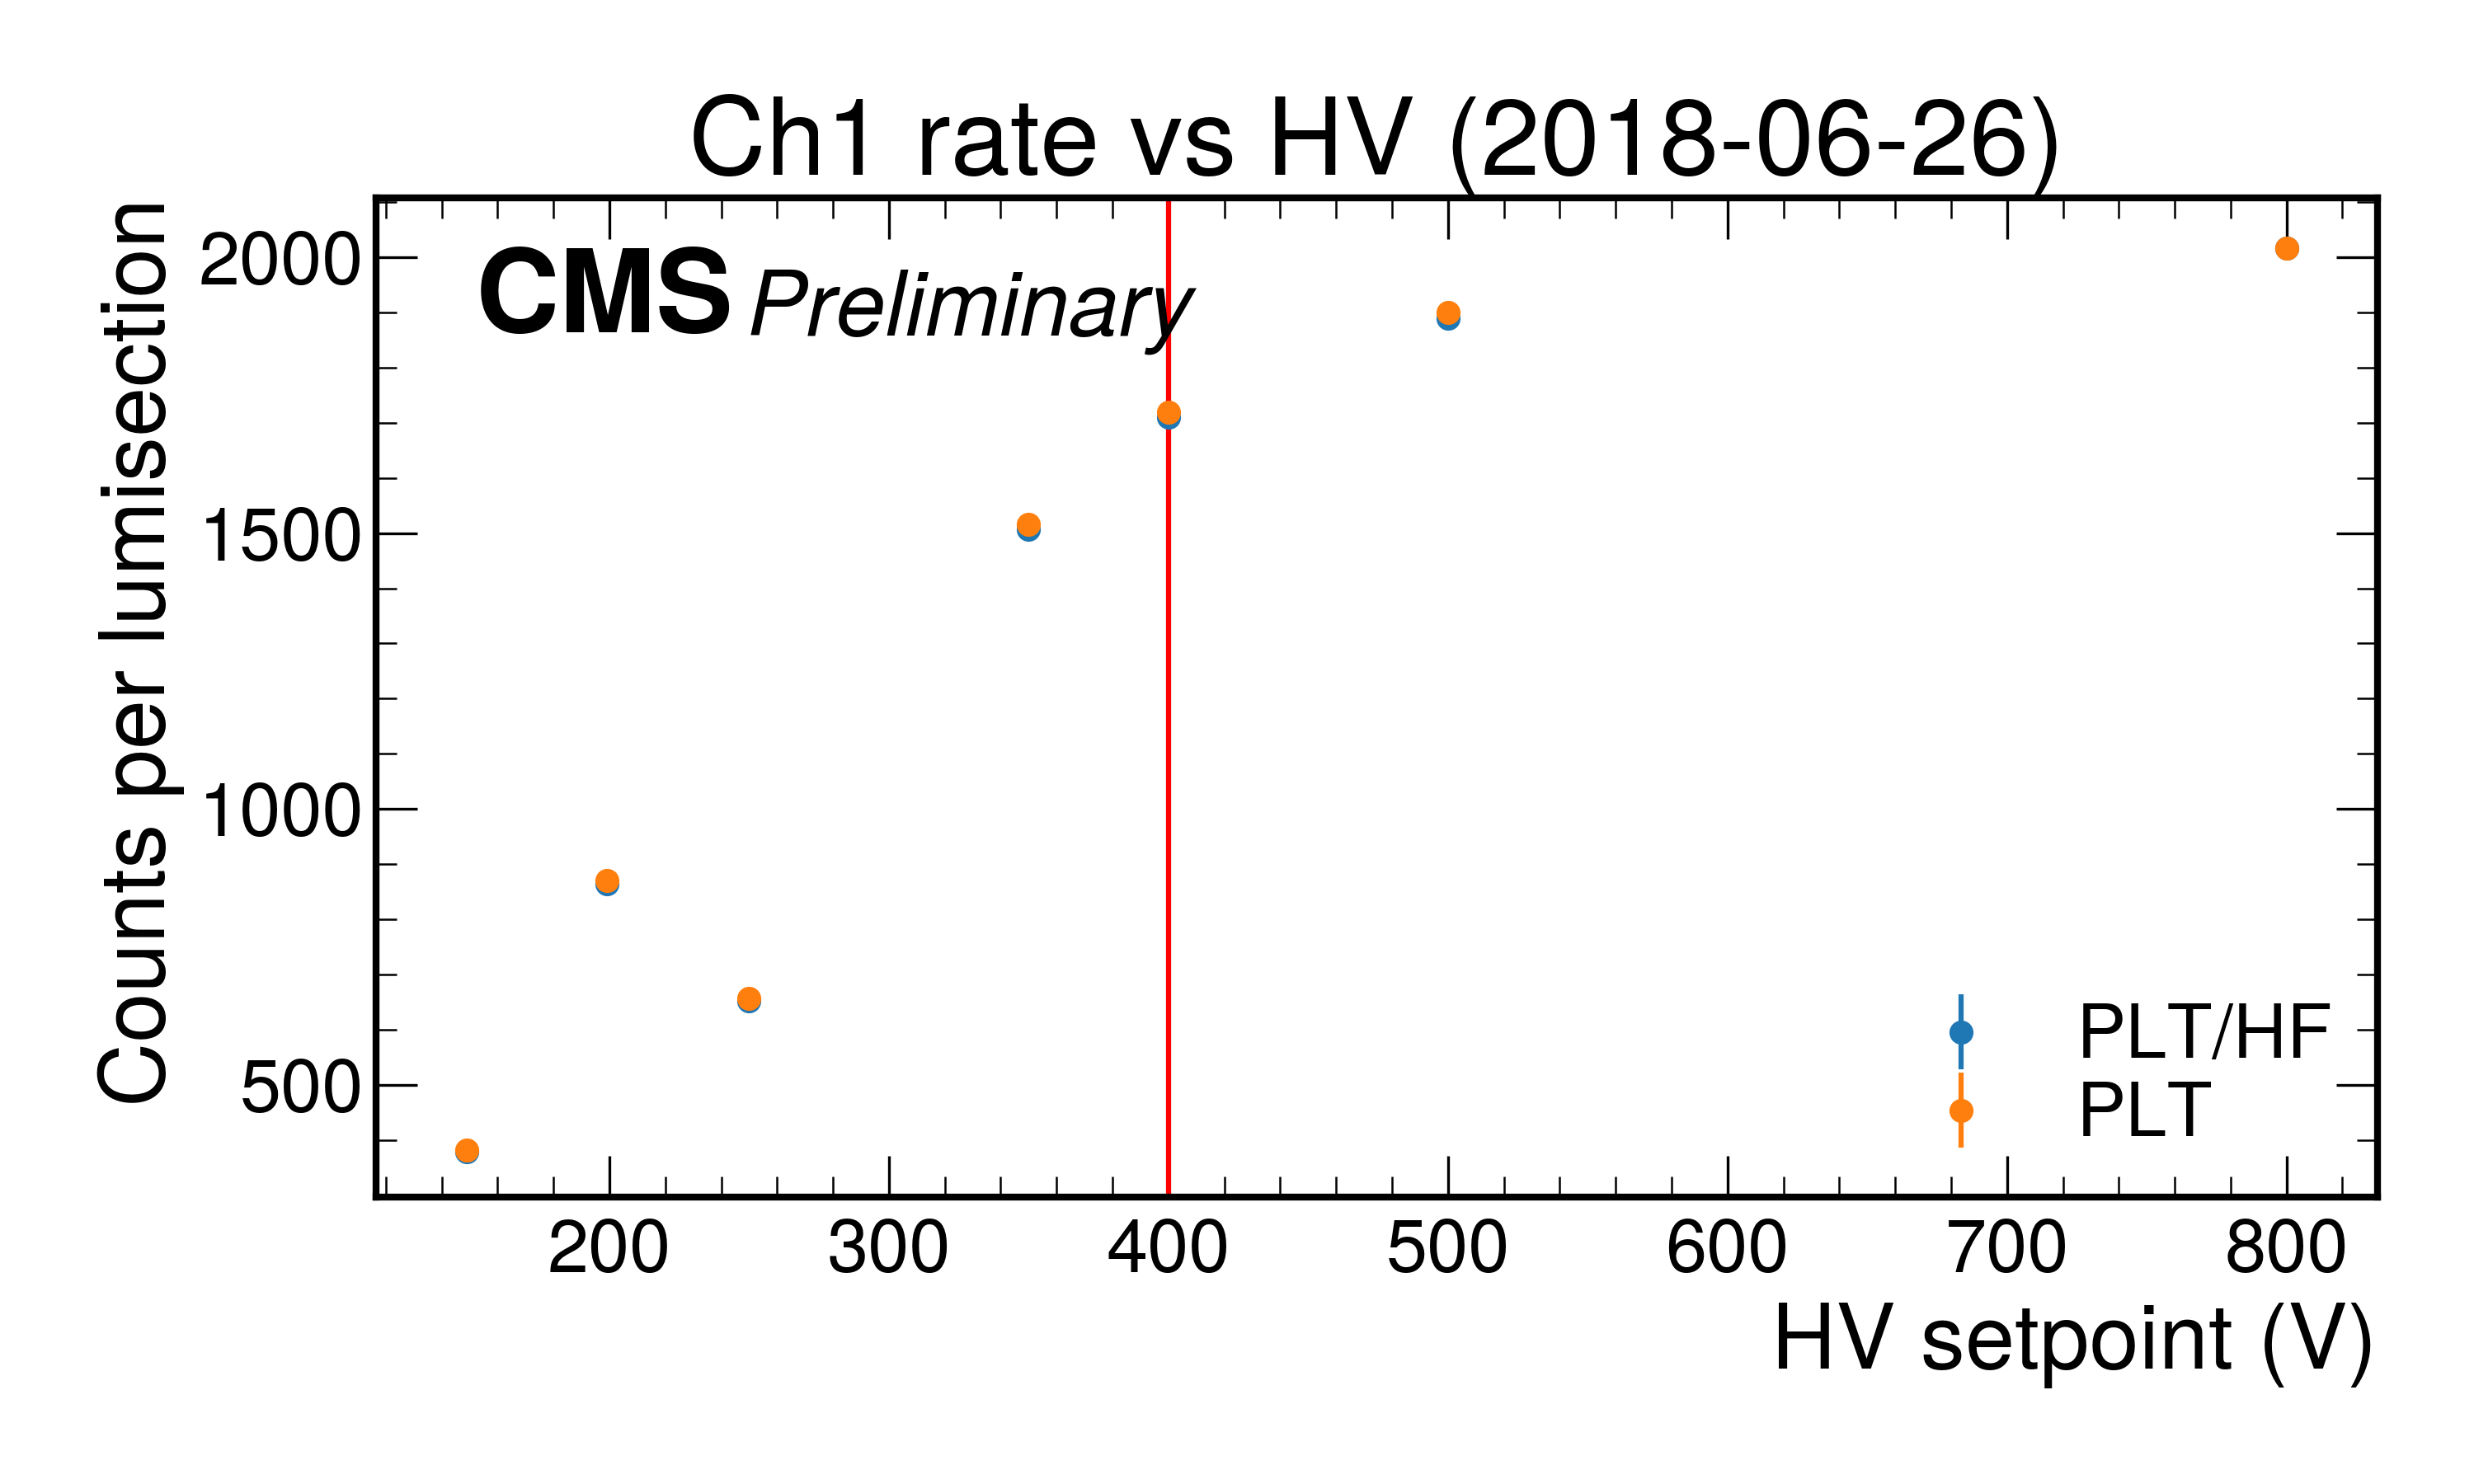 Ch1 rate vs HV (2018-06-26)
CMS Preliminary
Counts per lumisection
2000
1500
1000
500
PLT/HF
PLT
200 300 400 500 600 700 800
HV setpoint (V)